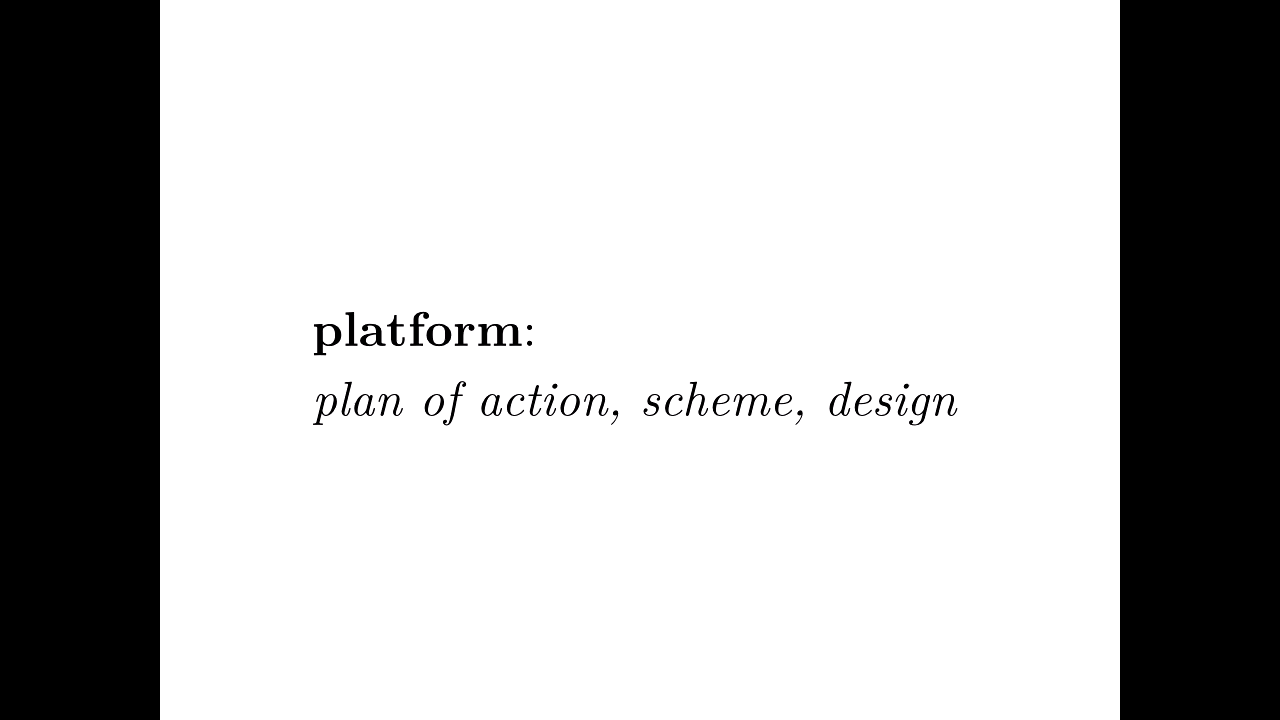 platform:
plan of action, scheme, design